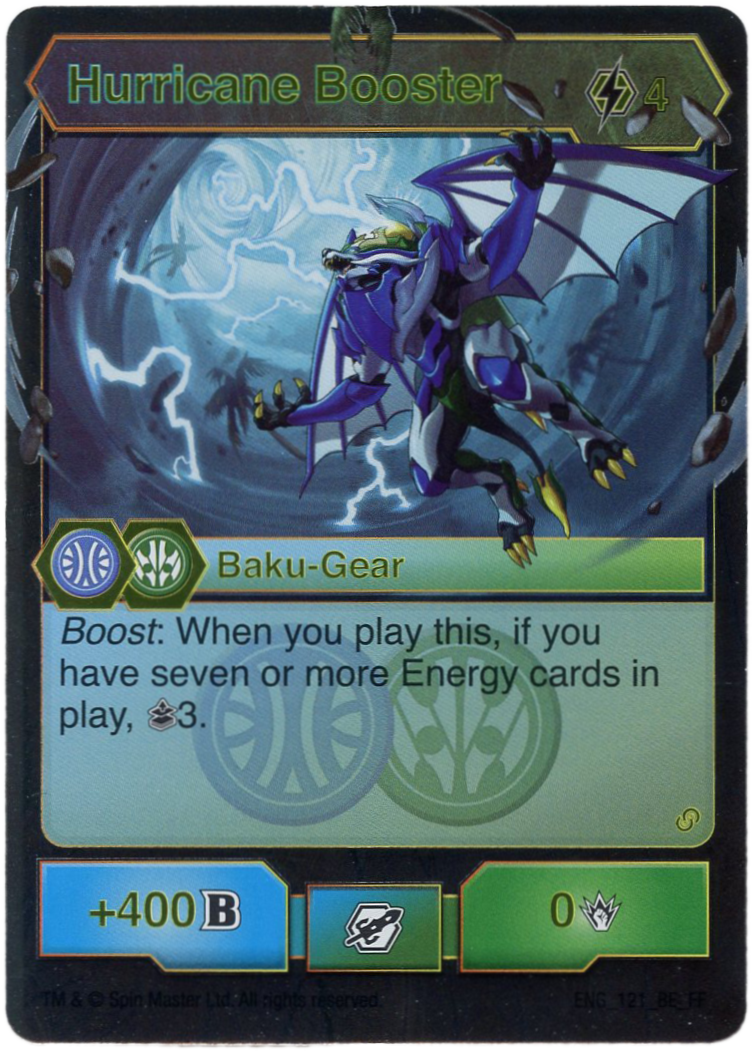 Hurricane Booster
4
Baku-Gear
Boost: When you play this, if you
have seven or more Energy cards in
play, 3.
+400 B
0
TM & © Spin Master Ltd. All rights reserved.
ENG_121_BE_FF